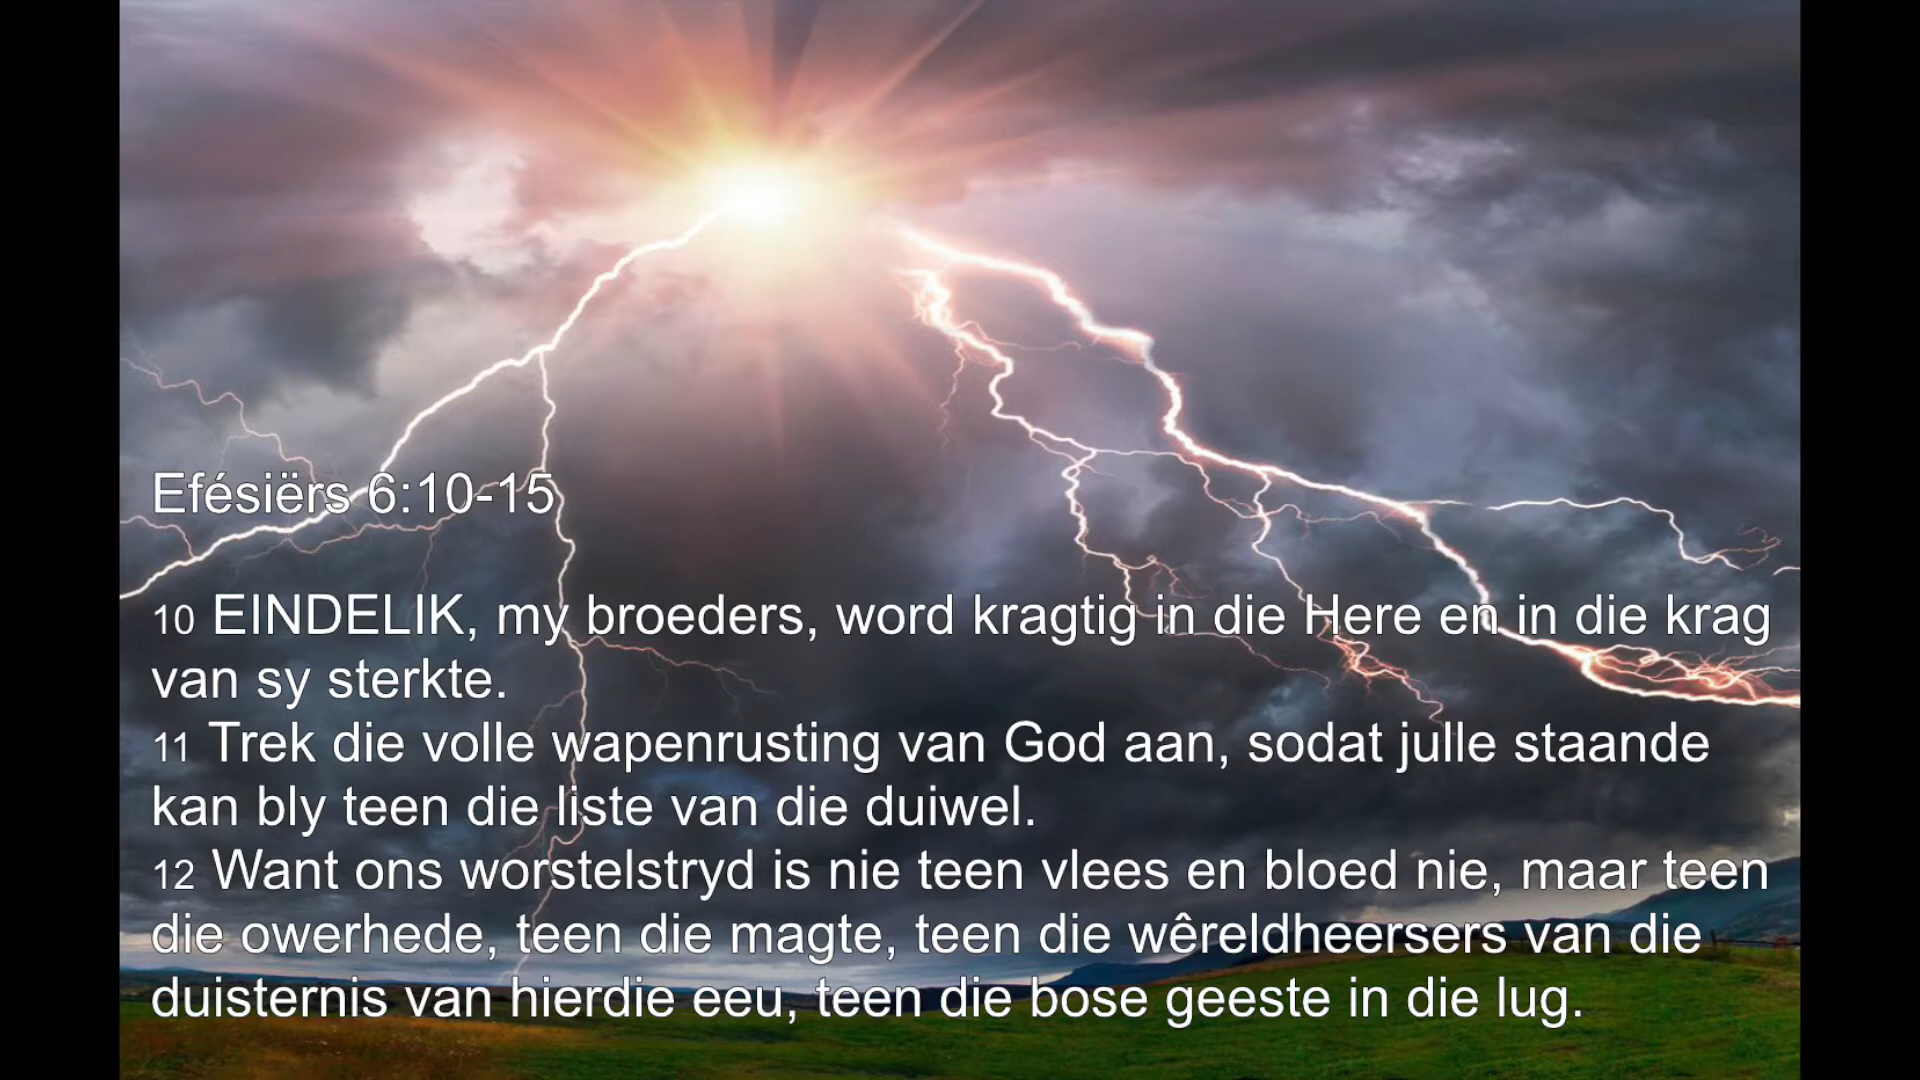 Efésiërs 6:10-15
10 EINDELIK, my broeders, word kragtig in die Here en in die krag
van sy sterkte.
11 Trek die volle wapenrusting van God aan, sodat julle staande
kan bly teen die liste van die duiwel.
12 Want ons worstelstryd is nie teen vlees en bloed nie, maar teen
die owerhede, teen die magte, teen die wêreldheersers van die
duisternis van hierdie eeu, teen die bose geeste in die lug.